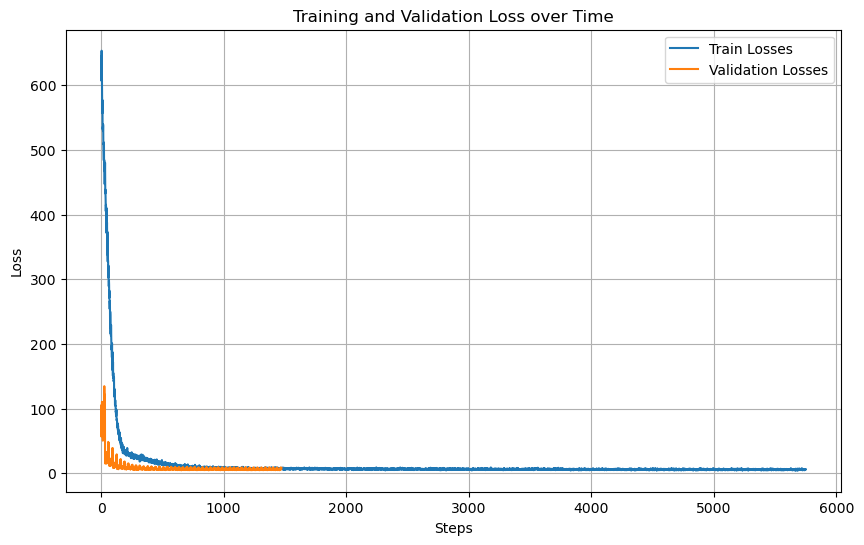 Training and Validation Loss over Time
Train Losses
Validation Losses
600
500
400
300
200
100
0
Loss
0 1000 2000 3000 4000 5000 6000
Steps